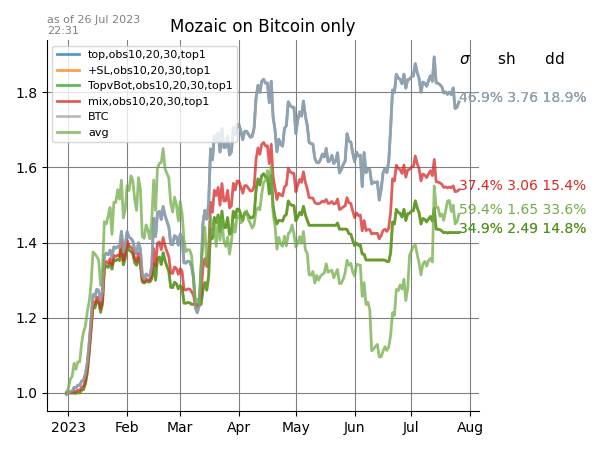 as of 26 Jul 2023
22:31
Mozaic on Bitcoin only
top,obs10,20,30,top1
+SL,obs10,20,30,top1
TopvBot,obs10,20,30,top1
mix,obs10,20,30,top1
BTC
avg
σ sh dd
46.9% 3.76 18.9%
37.4% 3.06 15.4%
59.4% 1.65 33.6%
34.9% 2.49 14.8%
1.8
1.6
1.4
1.2
1.0
2023 Feb Mar Apr May Jun Jul Aug